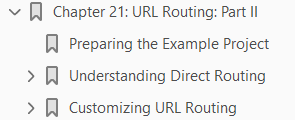 Chapter 21: URL Routing: Part II
Preparing the Example Project
Understanding Direct Routing
Customizing URL Routing